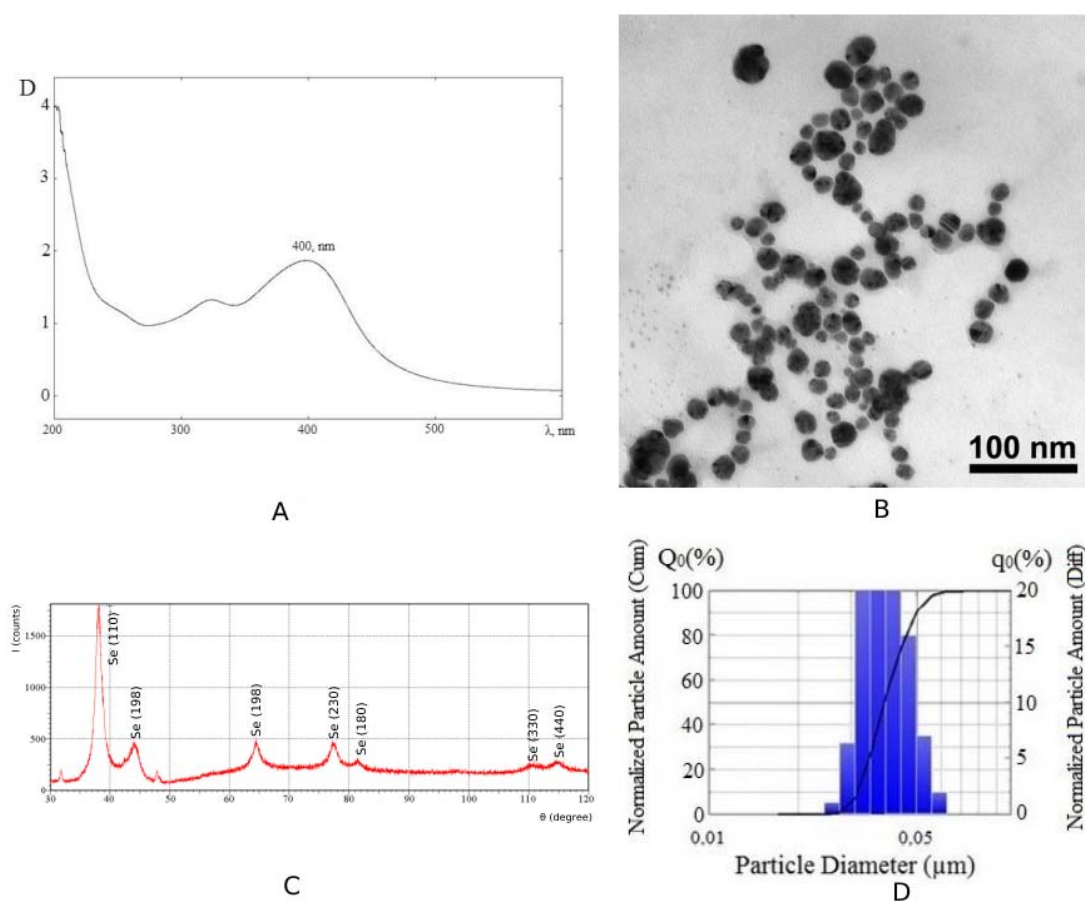 D
4
3
2
1
0
400, nm
200
300
400
500
λ, nm
A
100 nm
B
I (counts)
1500
1000
500
0
Se (110)
Se (198)
Se (198)
Se (230)
Se (180)
Se (330)
Se (440)
30
40
50
60
70
80
90
100
110
120
θ (degree)
C
Q₀(%)
q₀(%)
Normalized Particle Amount (Cum)
100
80
60
40
20
0
20
15
10
5
0
Normalized Particle Amount (Diff)
0.01
0,05
Particle Diameter (µm)
D